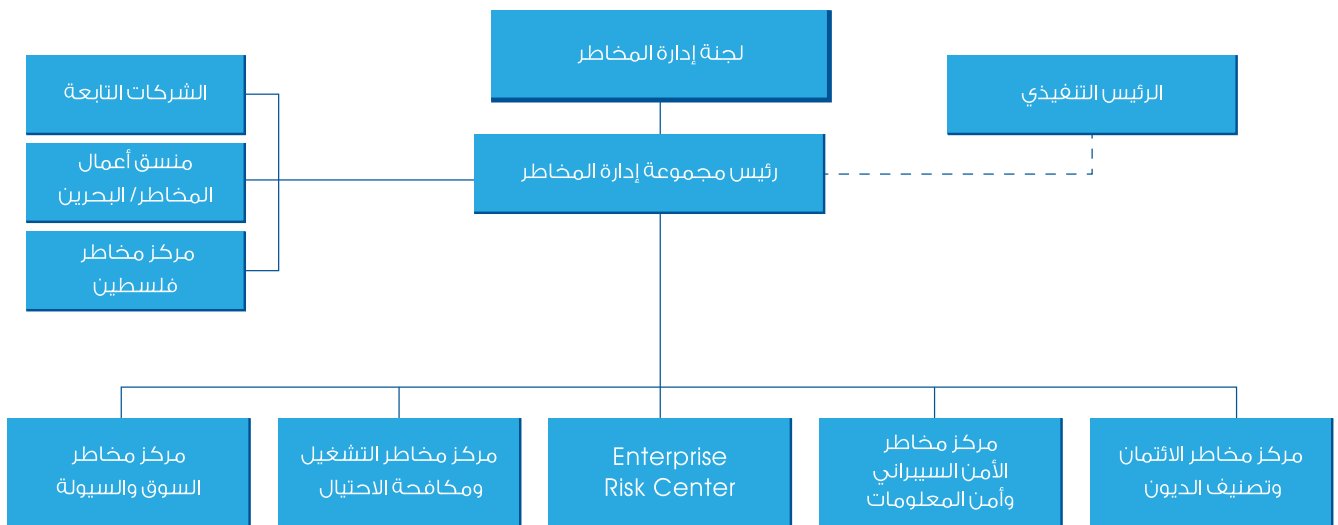 لجنة إدارة المخاطر
الرئيس التنفيذي
الشركات التابعة
رئيس مجموعة إدارة المخاطر
منسق أعمال
المخاطر/ البحرين
مركز مخاطر
فلسطين
مركز مخاطر الائتمان
وتصنيف الديون
مركز مخاطر
الأمن السيبراني
وأمن المعلومات
Enterprise
Risk Center
مركز مخاطر التشغيل
ومكافحة الاحتيال
مركز مخاطر
السوق والسيولة